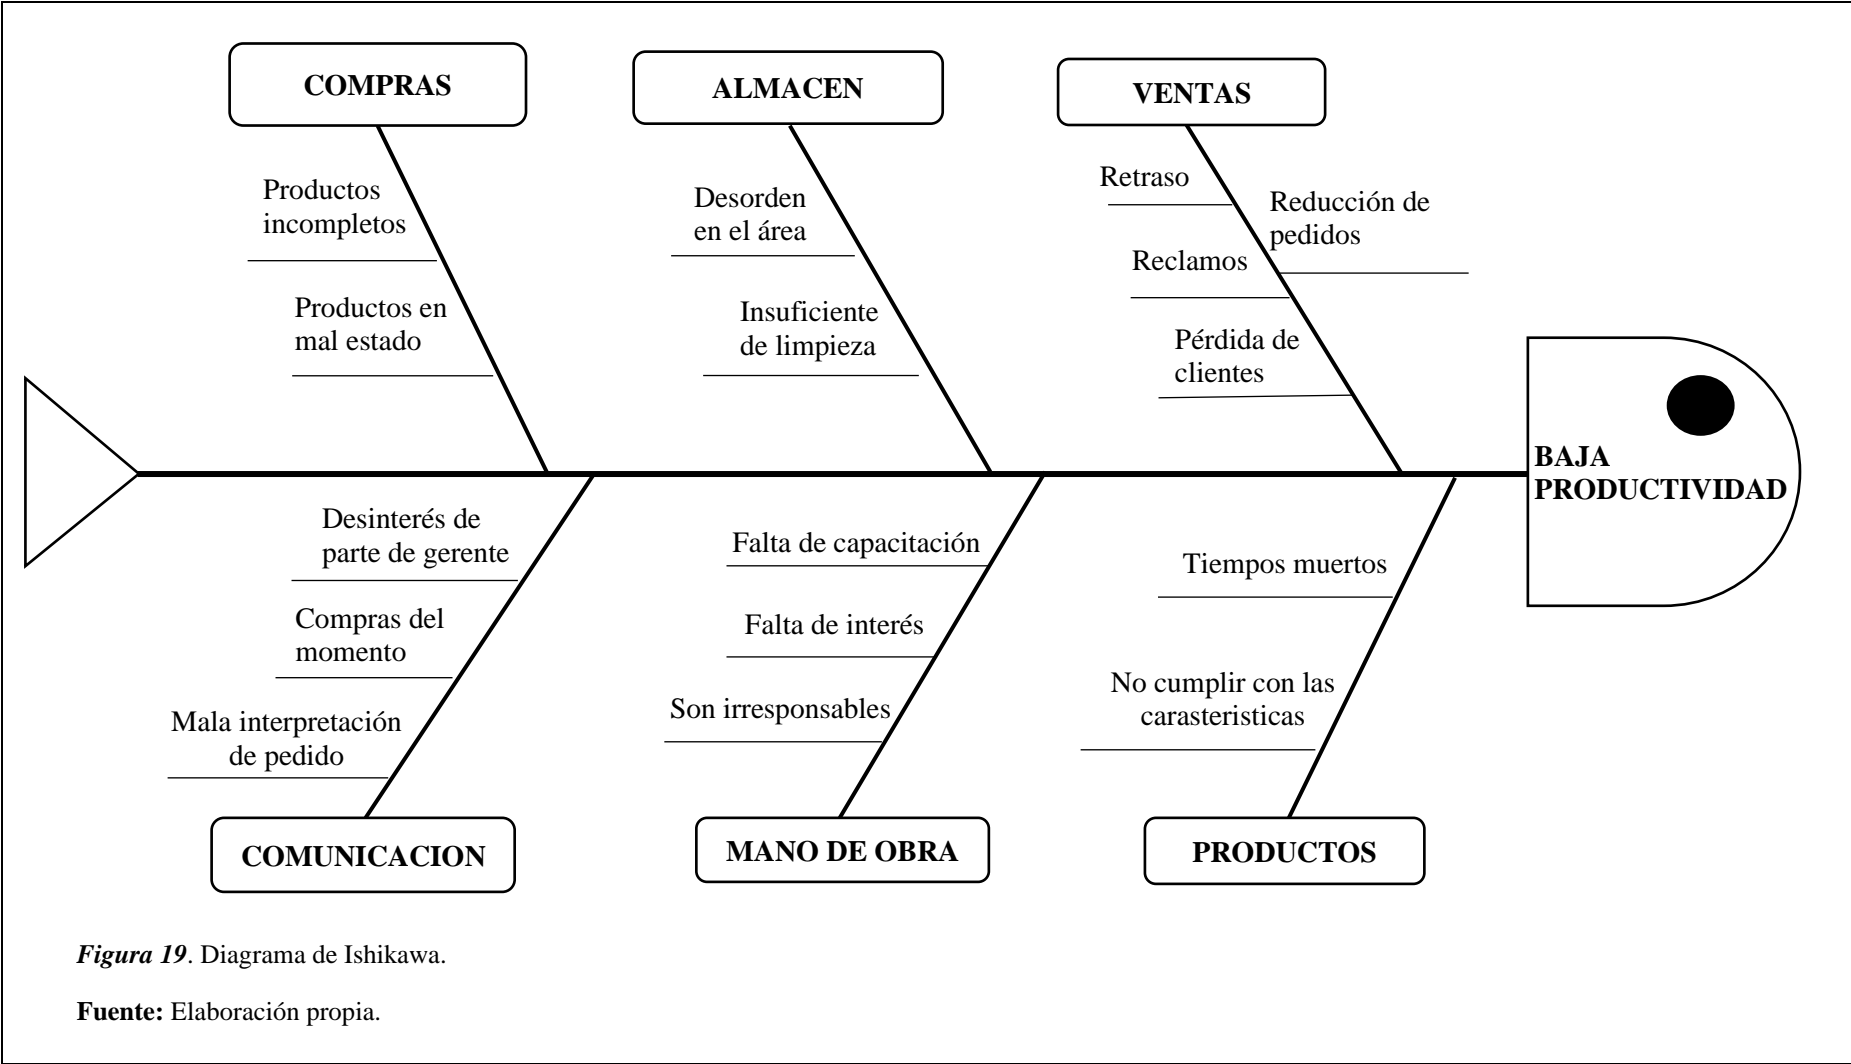 COMPRAS
ALMACEN
VENTAS
Productos
incompletos
Productos en
mal estado
Desorden
en el área
Insuficiente
de limpieza
Retraso
Reclamos
Pérdida de
clientes
Reducción de
pedidos
BAJA
PRODUCTIVIDAD
Desinterés de
parte de gerente
Compras del
momento
Mala interpretación
de pedido
Falta de capacitación
Falta de interés
Son irresponsables
Tiempos muertos
No cumplir con las
carasteristicas
COMUNICACION
MANO DE OBRA
PRODUCTOS
Figura 19. Diagrama de Ishikawa.
Fuente: Elaboración propia.